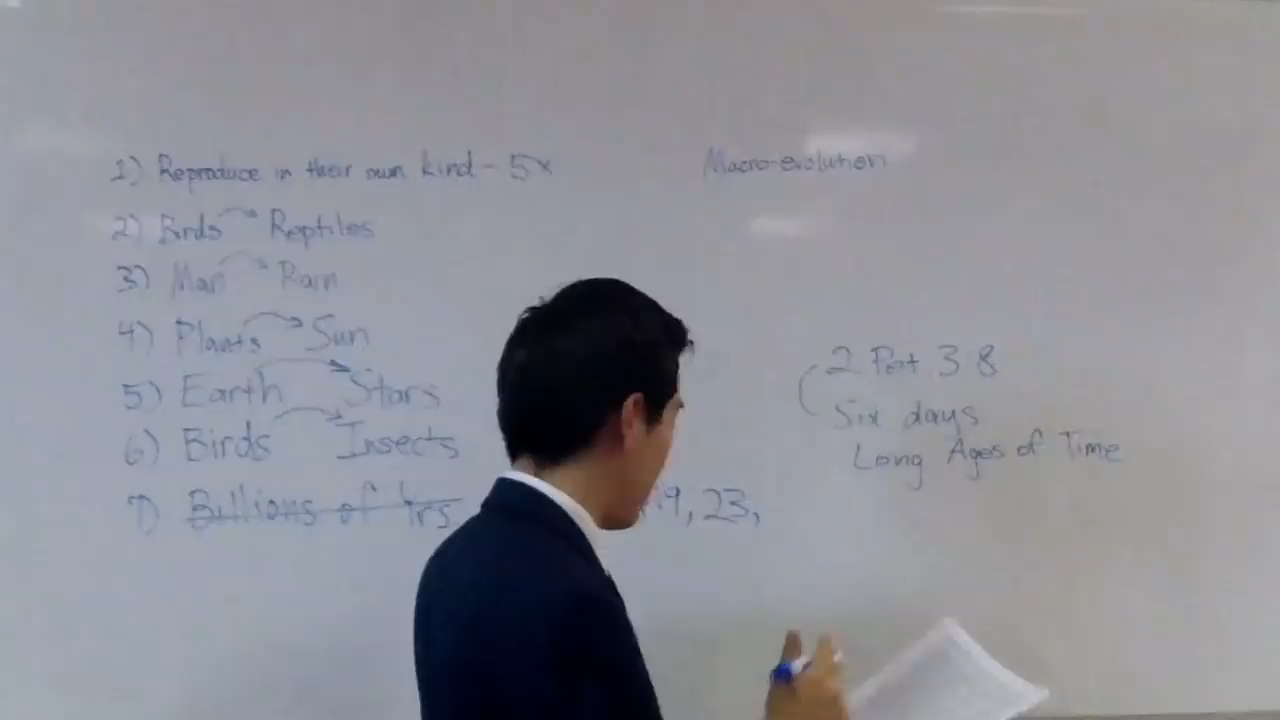 1) Reproduce in their own kind - 5x
2) Birds Reptiles
3) Man Rain
4) Plants Sun
5) Earth Stars
6) Birds Insects
7) Billions of Yrs 19, 23,
Macro-evolution
2 Pet 3 8
Six days
Long Ages of Time